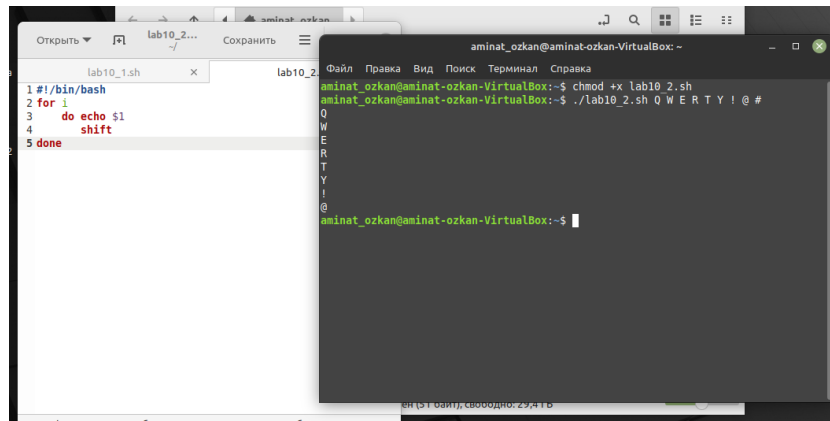 aminat_ozkan
Открыть
lab10_2...
~/
Сохранить
lab10_1.sh
lab10_2.
1 #!/bin/bash
2 for i
3 do echo $1
4 shift
5 done
aminat_ozkan@aminat-ozkan-VirtualBox: ~
Файл Правка Вид Поиск Терминал Справка
aminat_ozkan@aminat-ozkan-VirtualBox:~$ chmod +x lab10_2.sh
aminat_ozkan@aminat-ozkan-VirtualBox:~$ ./lab10_2.sh Q W E R T Y ! @ #
Q
W
E
R
T
Y
!
@
aminat_ozkan@aminat-ozkan-VirtualBox:~$
(51 байт), свободно: 29,4 ГБ